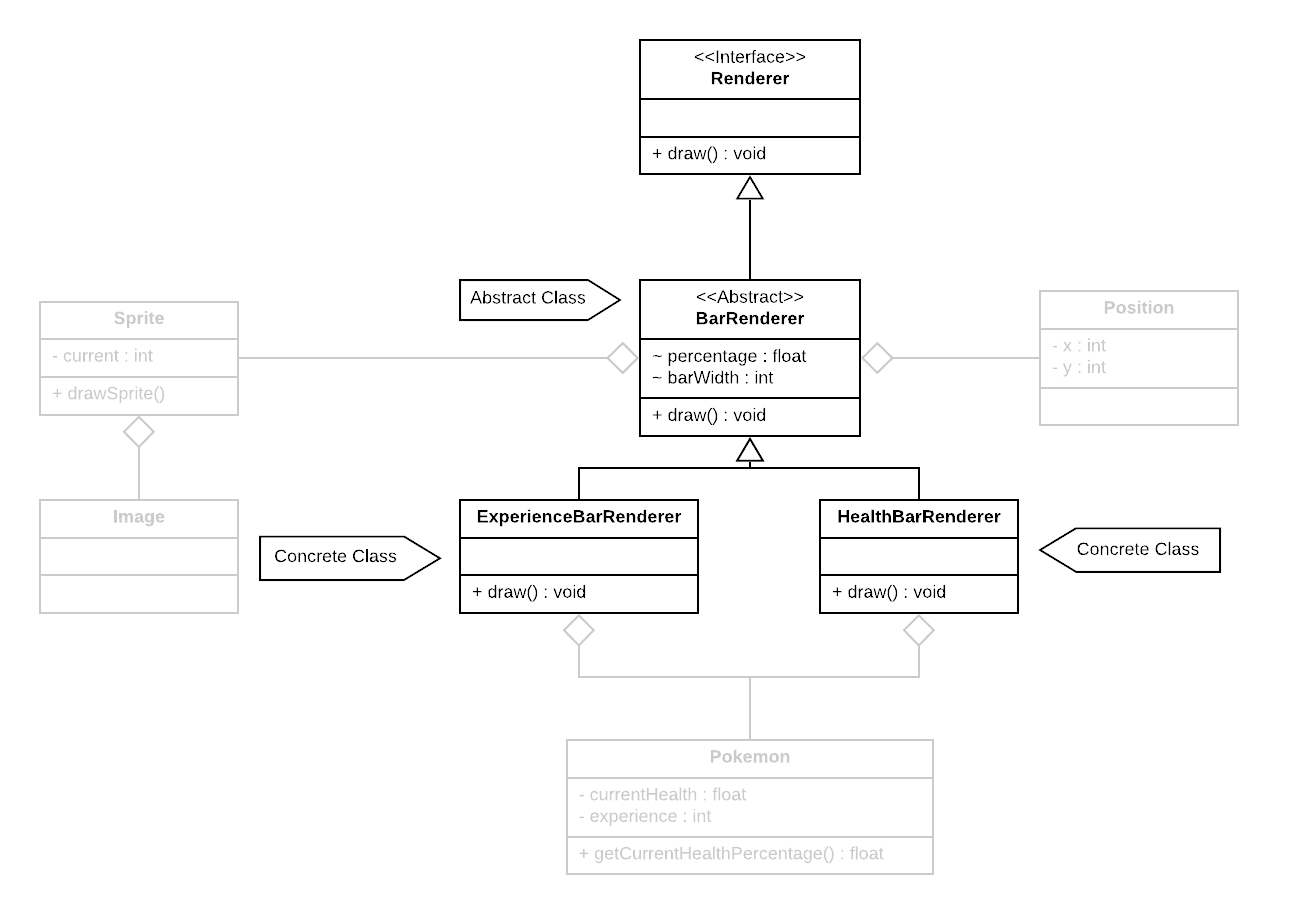 <<Interface>>
Renderer
+ draw() : void
Abstract Class
<<Abstract>>
BarRenderer
~ percentage : float
~ barWidth : int
+ draw() : void
Sprite
- current : int
+ drawSprite()
Position
- x : int
- y : int
Image
Concrete Class
ExperienceBarRenderer
+ draw() : void
HealthBarRenderer
+ draw() : void
Concrete Class
Pokemon
- currentHealth : float
- experience : int
+ getCurrentHealthPercentage() : float